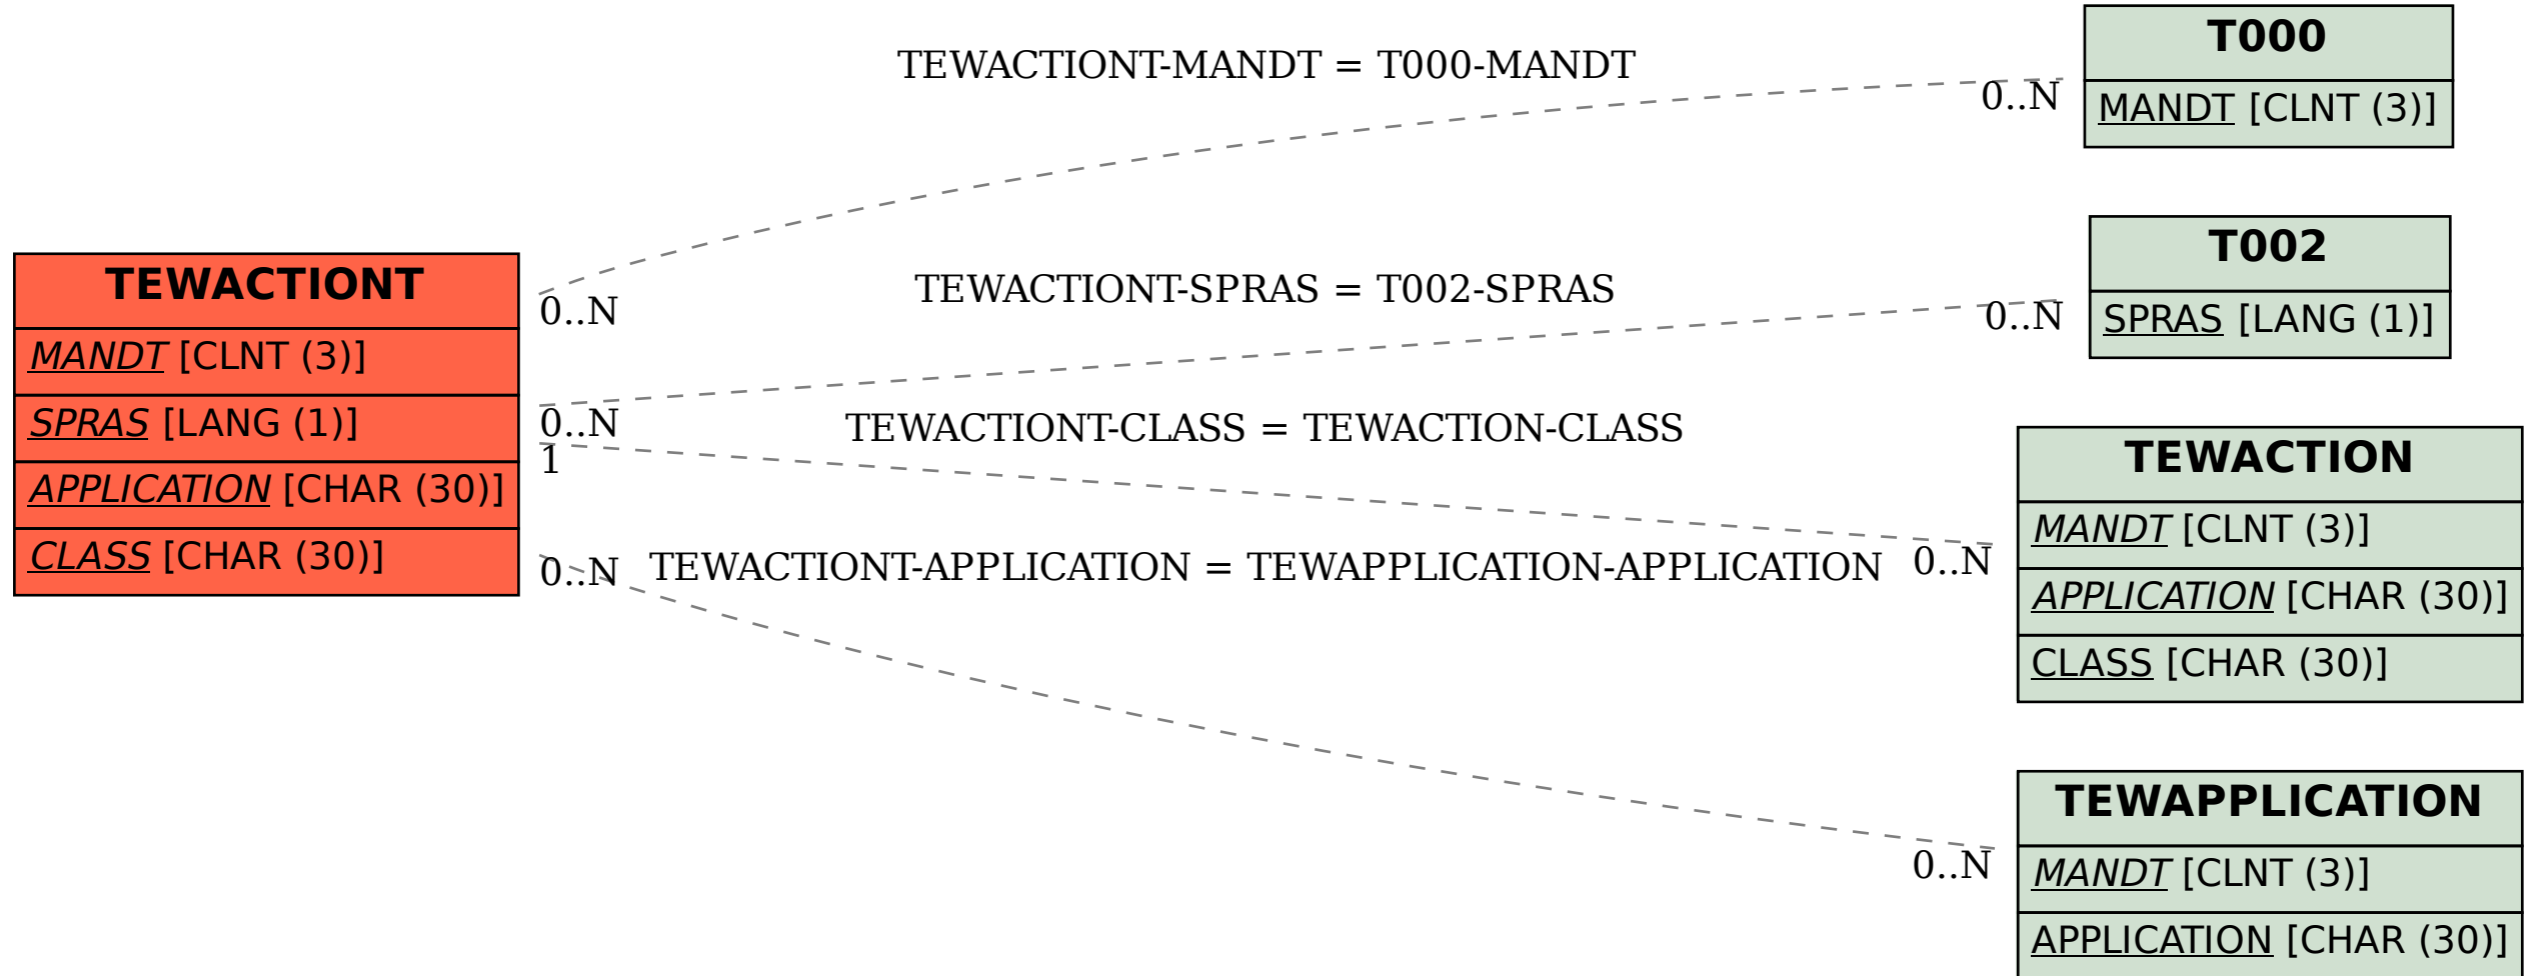 TEWACTIONT
MANDT [CLNT (3)]
SPRAS [LANG (1)]
APPLICATION [CHAR (30)]
CLASS [CHAR (30)]
TEWACTIONT-MANDT = T000-MANDT
0..N
0..N
TEWACTIONT-SPRAS = T002-SPRAS
0..N
0..N
TEWACTIONT-CLASS = TEWACTION-CLASS
1
0..N
TEWACTIONT-APPLICATION = TEWAPPLICATION-APPLICATION
0..N
0..N
T000
MANDT [CLNT (3)]
T002
SPRAS [LANG (1)]
TEWACTION
MANDT [CLNT (3)]
APPLICATION [CHAR (30)]
CLASS [CHAR (30)]
TEWAPPLICATION
MANDT [CLNT (3)]
APPLICATION [CHAR (30)]